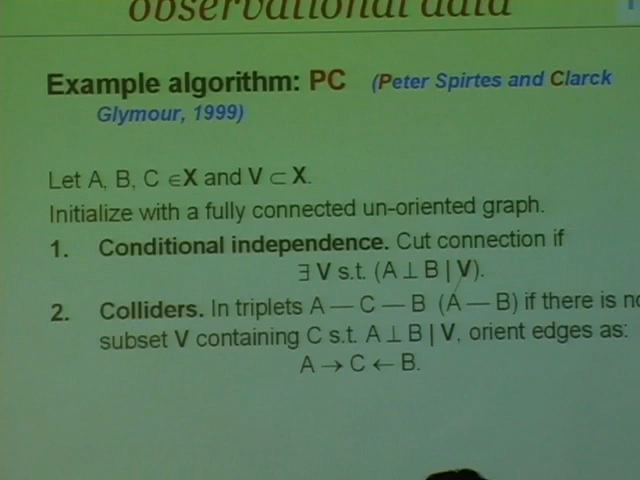 observational data
Example algorithm: PC (Peter Spirtes and Clarck
Glymour, 1999)
Let A, B, C ∈X and V ⊂ X.
Initialize with a fully connected un-oriented graph.
1. Conditional independence. Cut connection if
∃ V s.t. (A ⊥ B | V).
2. Colliders. In triplets A — C — B (A — B) if there is no
subset V containing C s.t. A ⊥ B | V, orient edges as:
A → C ← B.